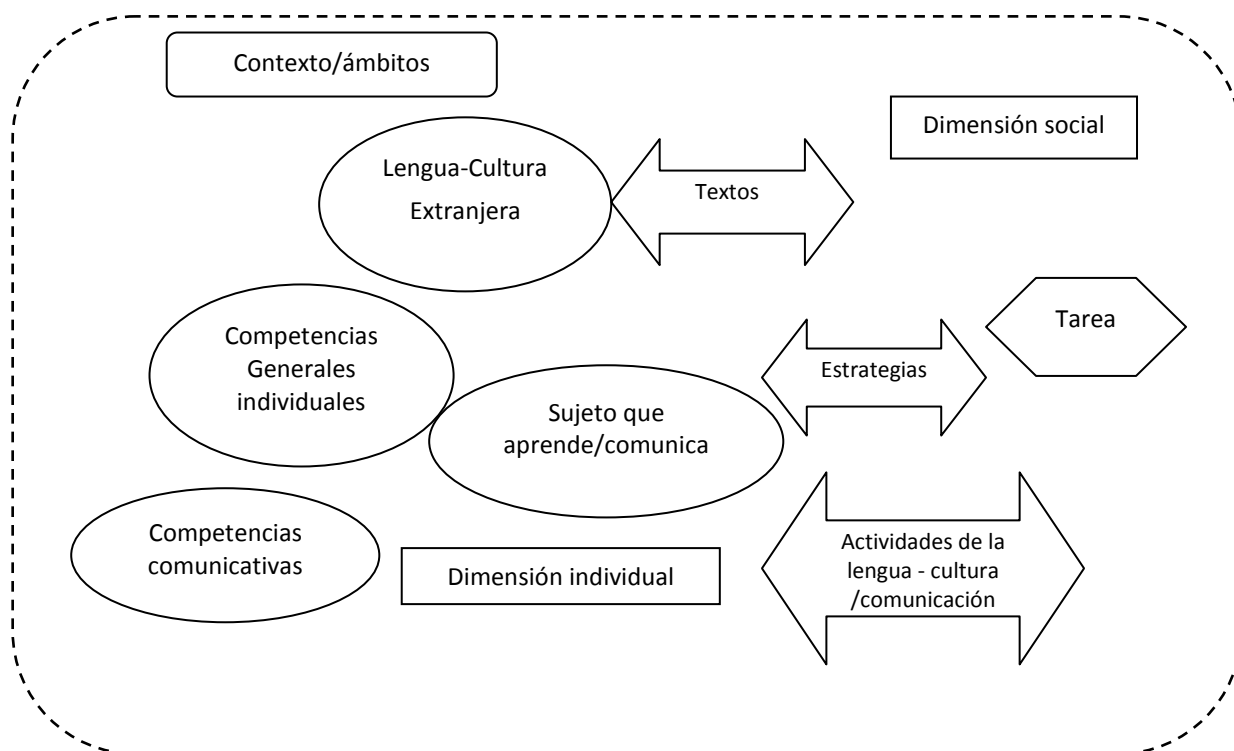 Contexto/ámbitos
Dimensión social
Lengua-Cultura
Extranjera
Textos
Competencias
Generales
individuales
Tarea
Estrategias
Sujeto que
aprende/comunica
Competencias
comunicativas
Dimensión individual
Actividades de la
lengua - cultura
/comunicación